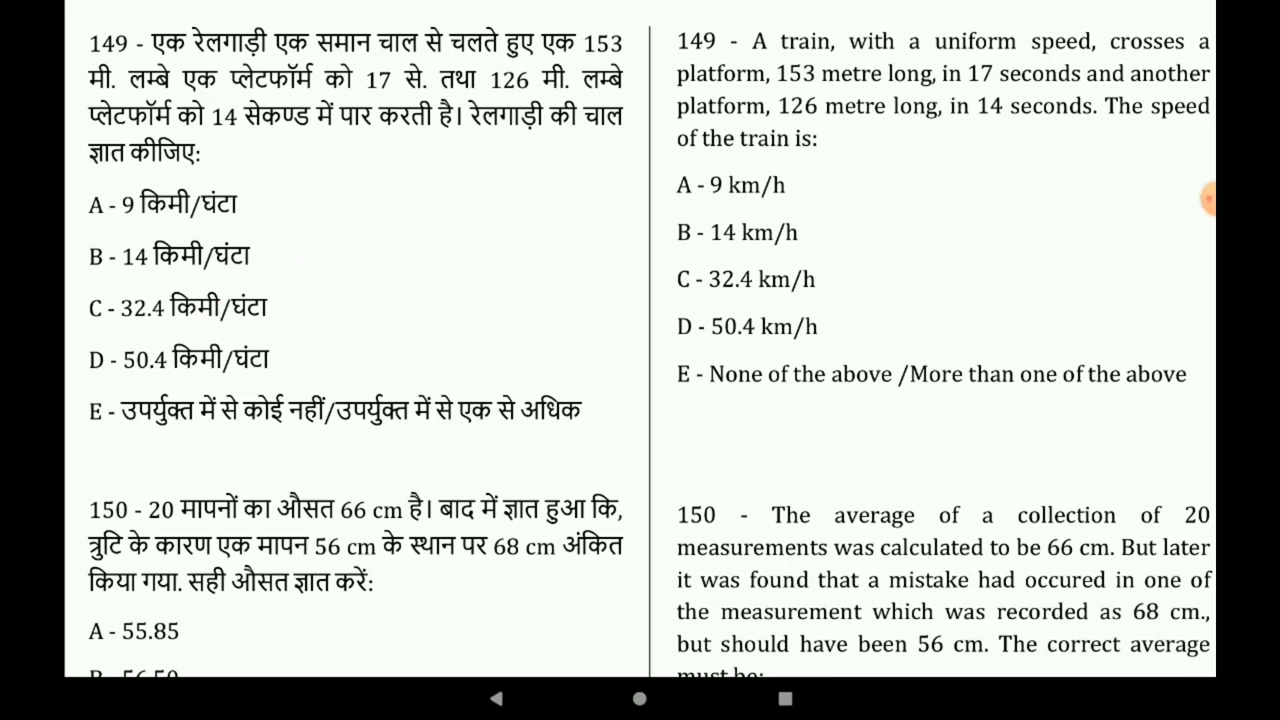 149 - एक रेलगाड़ी एक समान चाल से चलते हुए एक 153
मी. लम्बे एक प्लेटफॉर्म को 17 से. तथा 126 मी. लम्बे
प्लेटफॉर्म को 14 सेकण्ड में पार करती है। रेलगाड़ी की चाल
ज्ञात कीजिए:
A - 9 किमी/घंटा
B - 14 किमी/घंटा
C - 32.4 किमी/घंटा
D - 50.4 किमी/घंटा
E - उपर्युक्त में से कोई नहीं/उपर्युक्त में से एक से अधिक
150 - 20 मापनों का औसत 66 cm है। बाद में ज्ञात हुआ कि,
त्रुटि के कारण एक मापन 56 cm के स्थान पर 68 cm अंकित
किया गया. सही औसत ज्ञात करें:
A - 55.85
B - 56.50
149 - A train, with a uniform speed, crosses a
platform, 153 metre long, in 17 seconds and another
platform, 126 metre long, in 14 seconds. The speed
of the train is:
A - 9 km/h
B - 14 km/h
C - 32.4 km/h
D - 50.4 km/h
E - None of the above /More than one of the above
150 - The average of a collection of 20
measurements was calculated to be 66 cm. But later
it was found that a mistake had occured in one of
the measurement which was recorded as 68 cm.,
but should have been 56 cm. The correct average
must be: